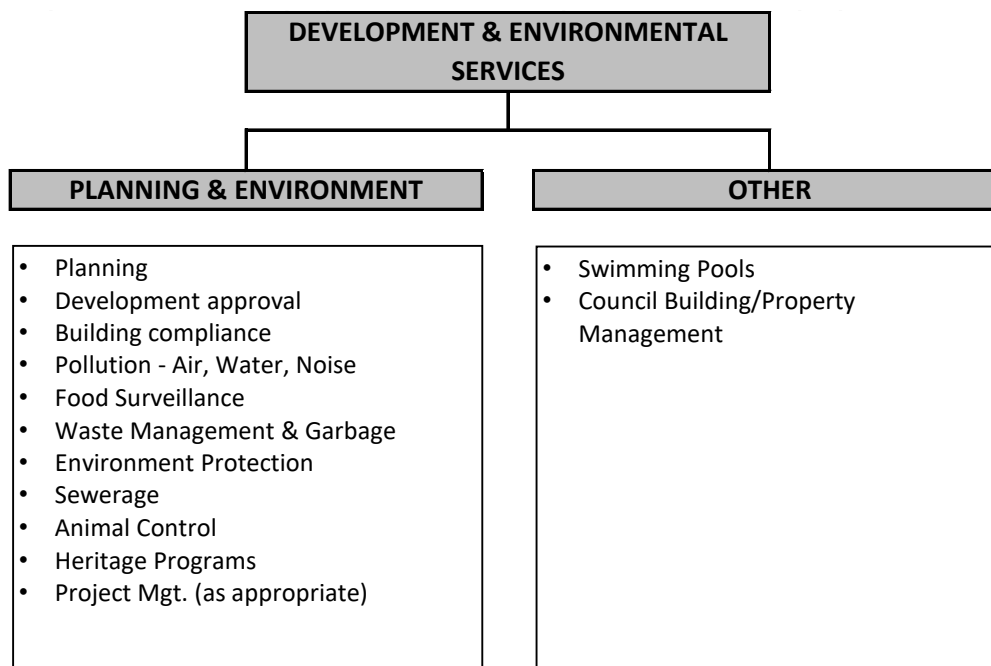 DEVELOPMENT & ENVIRONMENTAL
SERVICES
PLANNING & ENVIRONMENT
• Planning
• Development approval
• Building compliance
• Pollution - Air, Water, Noise
• Food Surveillance
• Waste Management & Garbage
• Environment Protection
• Sewerage
• Animal Control
• Heritage Programs
• Project Mgt. (as appropriate)
OTHER
• Swimming Pools
• Council Building/Property
Management